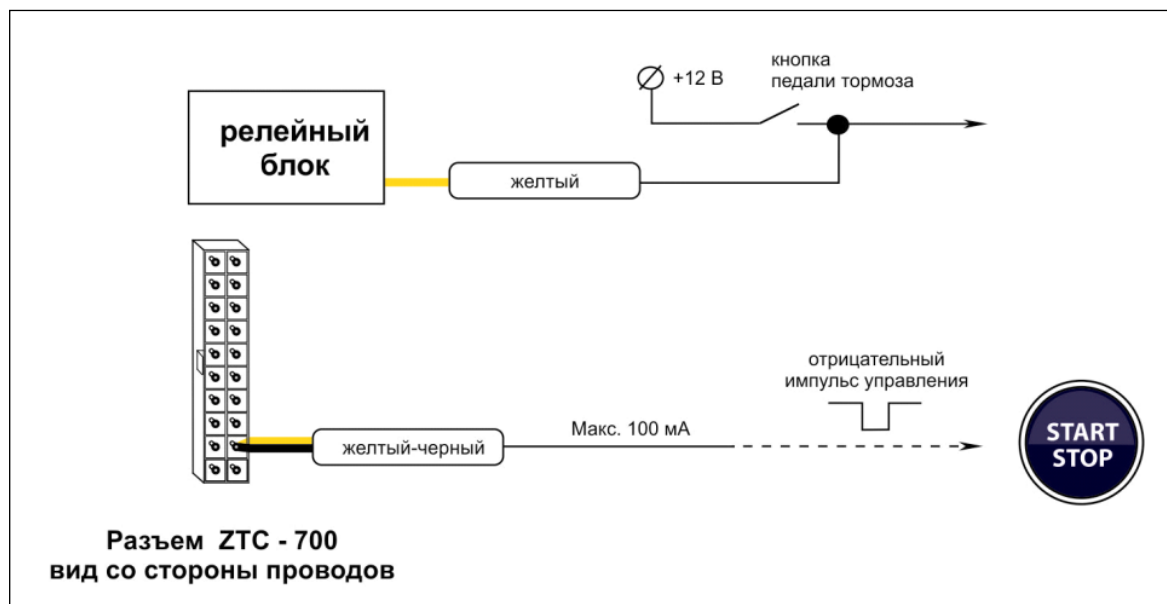 кнопка
педали тормоза
+12 В
релейный
блок
желтый
отрицательный
импульс управления
Макс. 100 мА
желтый-черный
START
STOP
Разъем ZTC - 700
вид со стороны проводов